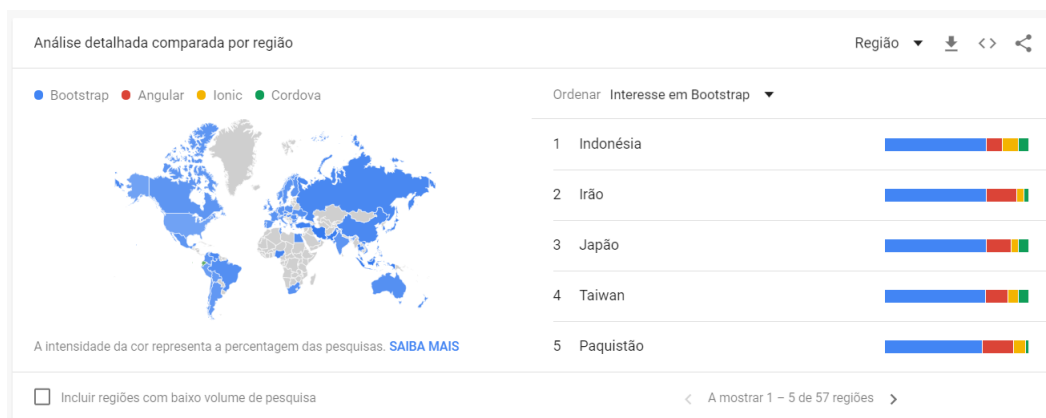 Análise detalhada comparada por região
Região
Bootstrap Angular Ionic Cordova
A intensidade da cor representa a percentagem das pesquisas. SAIBA MAIS
Incluir regiões com baixo volume de pesquisa
Ordenar Interesse em Bootstrap
1 Indonésia
2 Irão
3 Japão
4 Taiwan
5 Paquistão
A mostrar 1 – 5 de 57 regiões